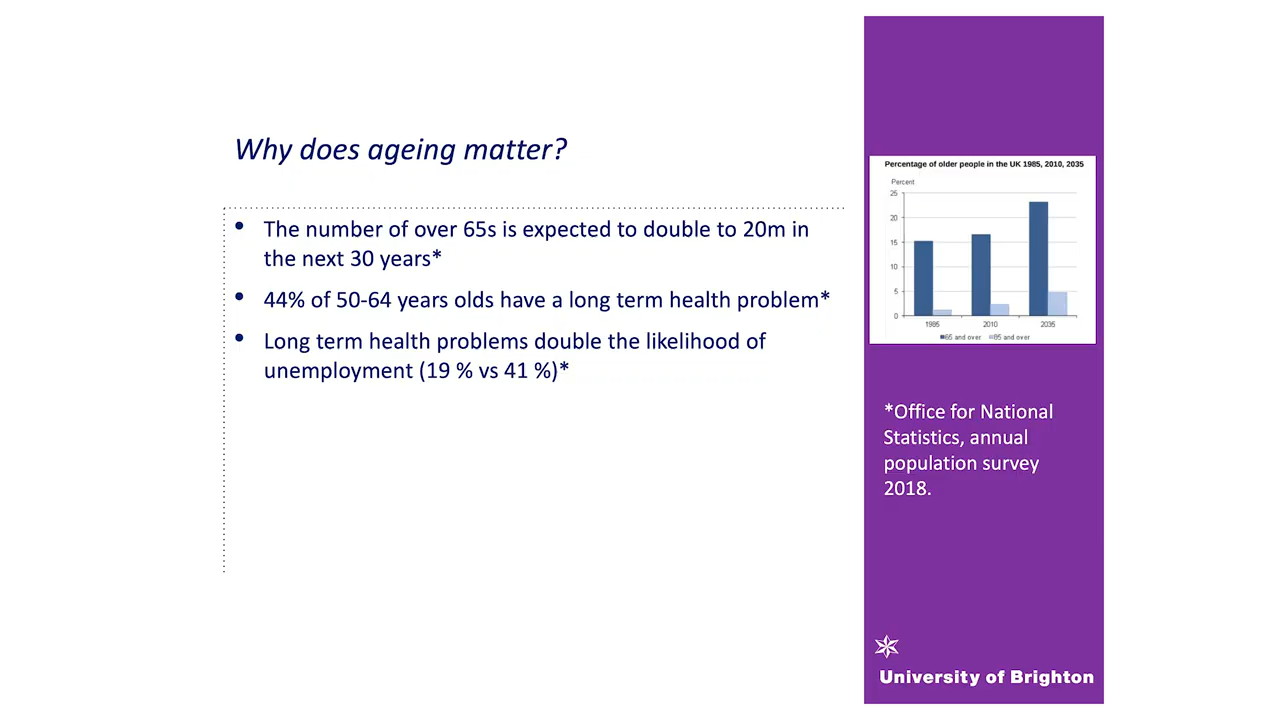 Why does ageing matter?
• The number of over 65s is expected to double to 20m in
the next 30 years*
• 44% of 50-64 years olds have a long term health problem*
• Long term health problems double the likelihood of
unemployment (19 % vs 41 %)*
Percentage of older people in the UK 1985, 2010, 2035
Percent
25
20
15
10
5
0
1985 2010 2035
65 and over 85 and over
*Office for National
Statistics, annual
population survey
2018.
University of Brighton